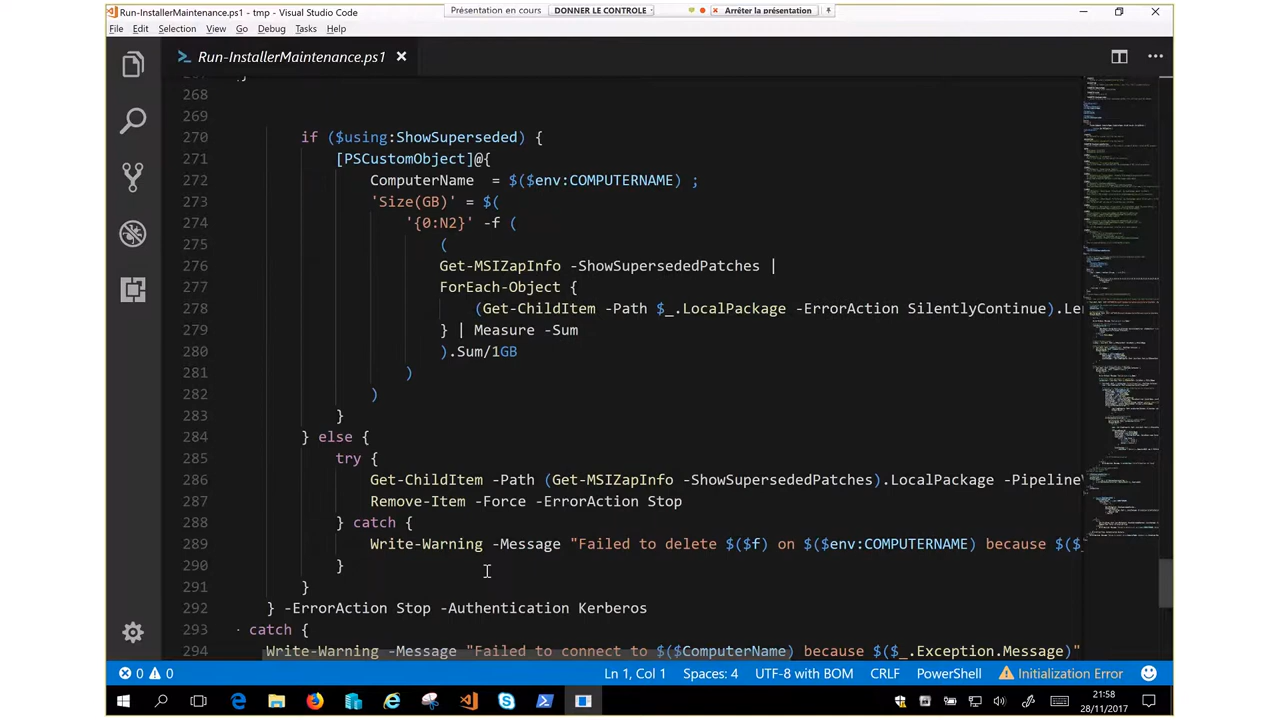 Run-InstallerMaintenance.ps1 - tmp - Visual Studio Code
Présentation en cours
DONNER LE CONTROLE
Arrêter la présentation
File Edit Selection View Go Debug Tasks Help
Run-InstallerMaintenance.ps1
268
269
270 if ($using:ShowSuperseded) {
271 [PSCustomObject]@{
272 ComputerName = $($env:COMPUTERNAME) ;
273 'Size(GB)' = $(
274 '{0:N2}' -f (
275 (
276 Get-MSIZapInfo -ShowSupersededPatches |
277 ForEach-Object {
278 (Get-ChildItem -Path $_.LocalPackage -ErrorAction SilentlyContinue).Le
279 } | Measure -Sum
280 ).Sum/1GB
281 )
282 )
283 }
284 } else {
285 try {
286 Get-ChildItem -Path (Get-MSIZapInfo -ShowSupersededPatches).LocalPackage -Pipeline
287 Remove-Item -Force -ErrorAction Stop
288 } catch {
289 Write-Warning -Message "Failed to delete $($f) on $($env:COMPUTERNAME) because $($_
290 }
291 }
292 } -ErrorAction Stop -Authentication Kerberos
293 catch {
294 Write-Warning -Message "Failed to connect to $($ComputerName) because $($_.Exception.Message)"
0 0
Ln 1, Col 1 Spaces: 4 UTF-8 with BOM CRLF PowerShell Initialization Error
21:58
28/11/2017